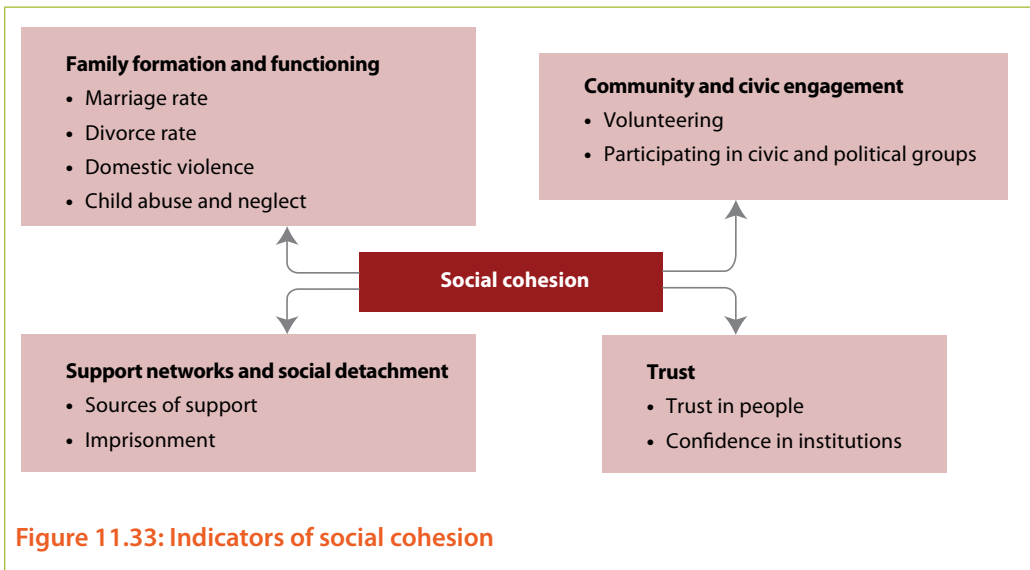 Family formation and functioning
• Marriage rate
• Divorce rate
• Domestic violence
• Child abuse and neglect
Community and civic engagement
• Volunteering
• Participating in civic and political groups
Social cohesion
Support networks and social detachment
• Sources of support
• Imprisonment
Trust
• Trust in people
• Confidence in institutions
Figure 11.33: Indicators of social cohesion